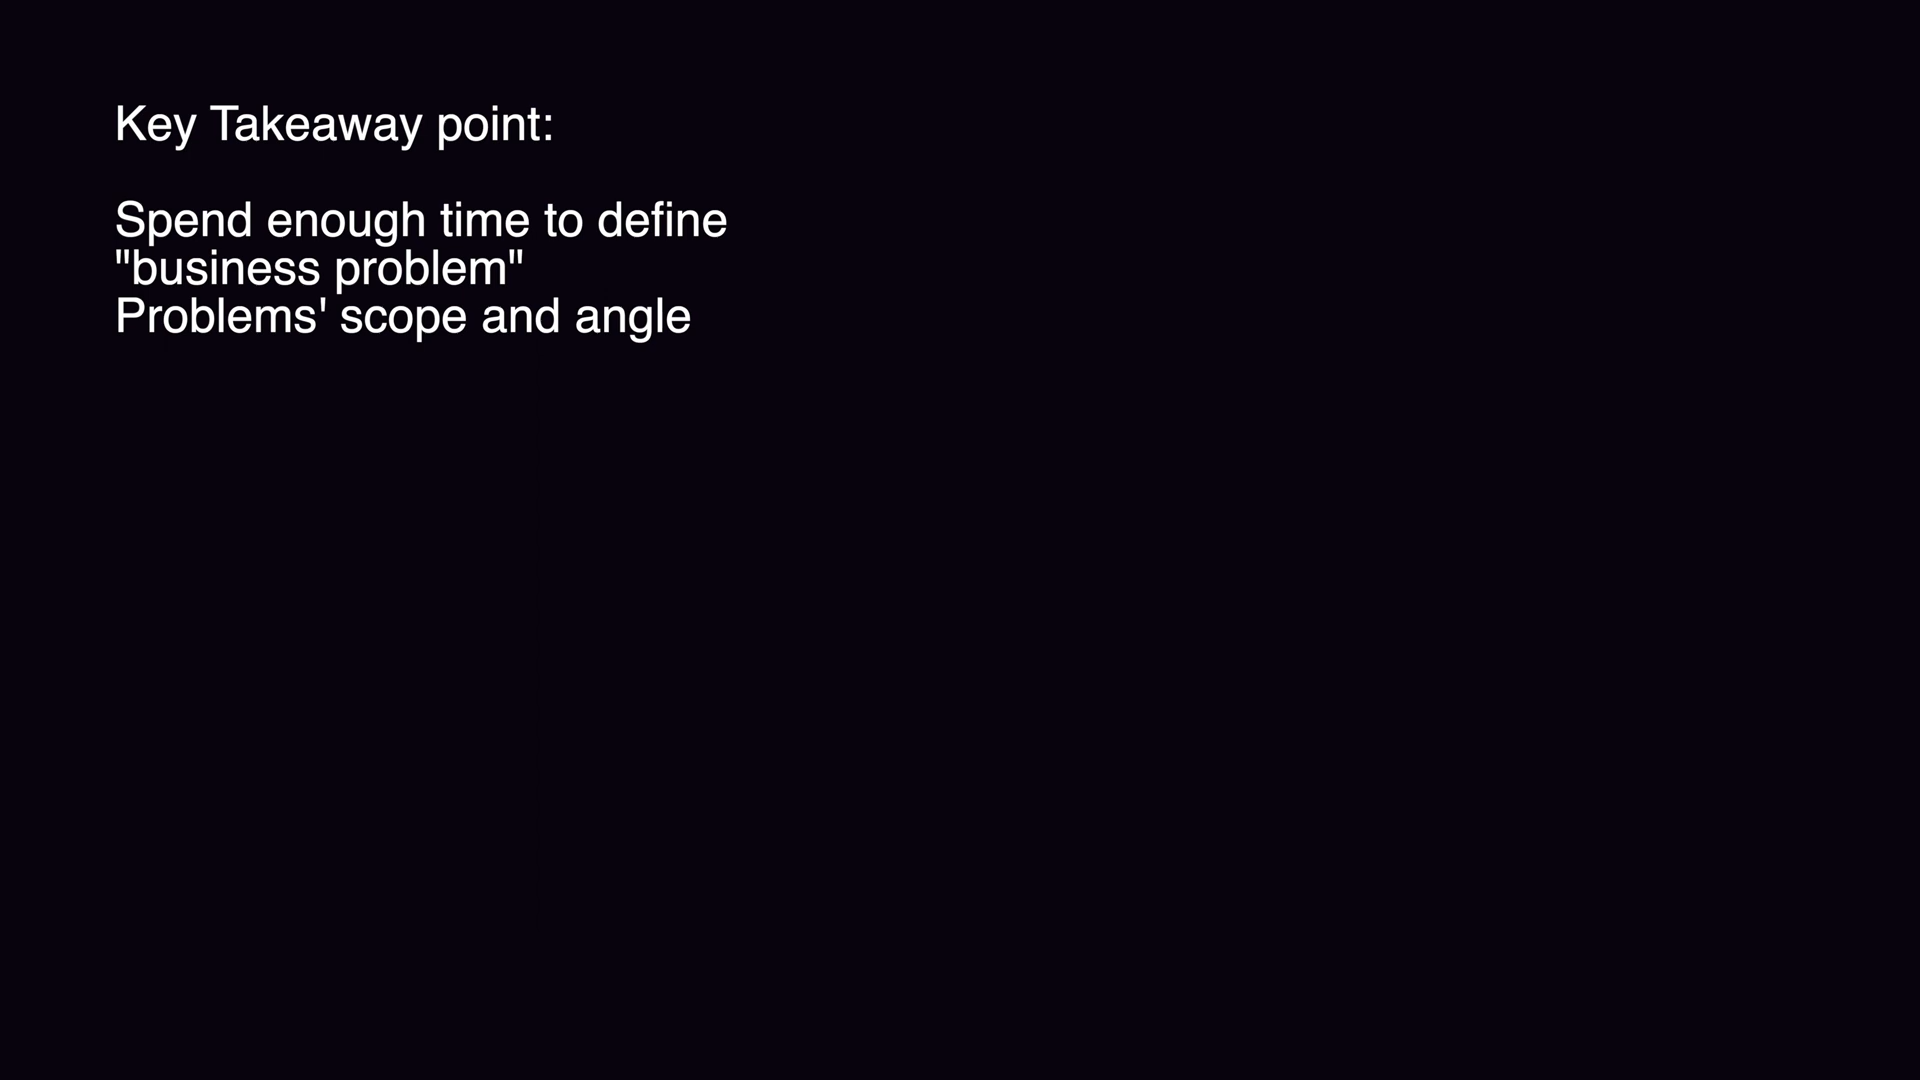 Key Takeaway point:
Spend enough time to define
"business problem"
Problems' scope and angle